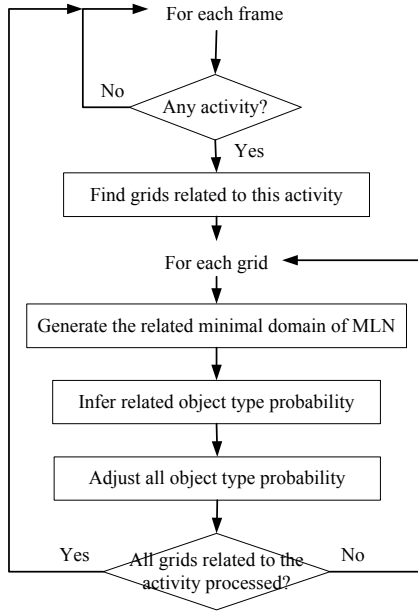 For each frame
No
Any activity?
Yes
Find grids related to this activity
For each grid
Generate the related minimal domain of MLN
Infer related object type probability
Adjust all object type probability
Yes
All grids related to the
activity processed?
No